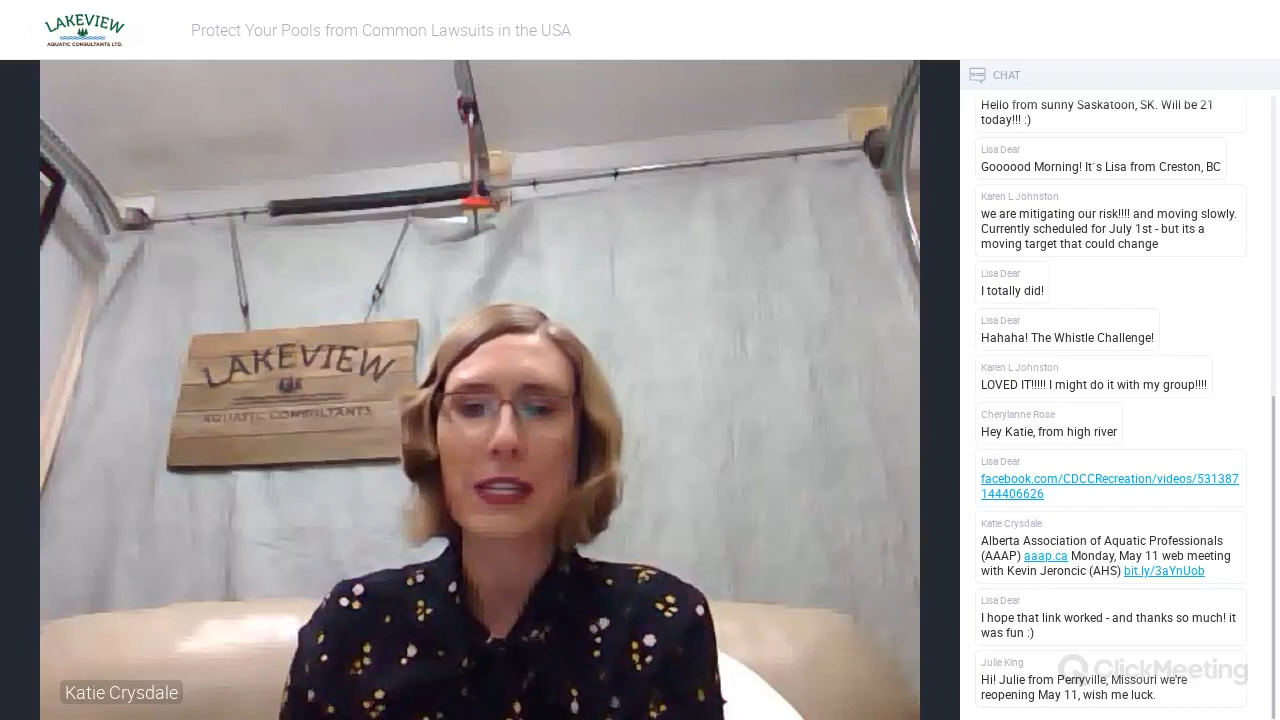 LAKEVIEW
AQUATIC CONSULTANTS LTD.
Protect Your Pools from Common Lawsuits in the USA
LAKEVIEW
AQUATIC CONSULTANTS
Katie Crysdale
CHAT
Hello from sunny Saskatoon, SK. Will be 21
today!!! :)
Lisa Dear
Goooood Morning! It`s Lisa from Creston, BC
Karen L Johnston
we are mitigating our risk!!!! and moving slowly.
Currently scheduled for July 1st - but its a
moving target that could change
Lisa Dear
I totally did!
Lisa Dear
Hahaha! The Whistle Challenge!
Karen L Johnston
LOVED IT!!!!! I might do it with my group!!!!
Cherylanne Rose
Hey Katie, from high river
Lisa Dear
facebook.com/CDCCRecreation/videos/531387
144406626
Katie Crysdale
Alberta Association of Aquatic Professionals
(AAAP) aaap.ca Monday, May 11 web meeting
with Kevin Jeroncic (AHS) bit.ly/3aYnUob
Lisa Dear
I hope that link worked - and thanks so much! it
was fun :)
Julie King
Hi! Julie from Perryville, Missouri we're
reopening May 11, wish me luck.
ClickMeeting